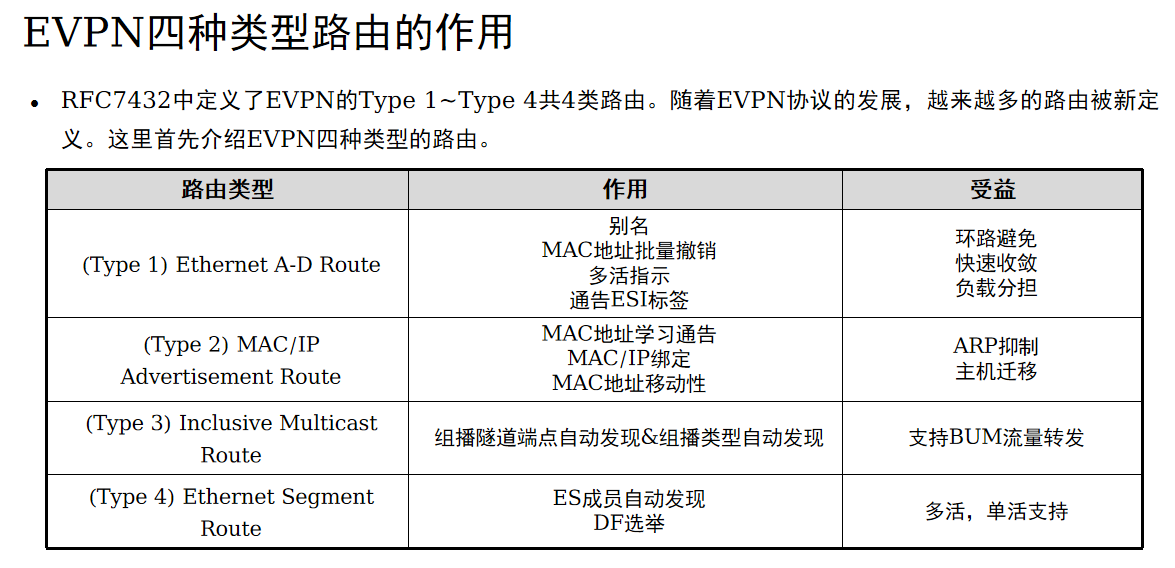 EVPN四种类型路由的作用
• RFC7432中定义了EVPN的Type 1~Type 4共4类路由。随着EVPN协议的发展，越来越多的路由被新定
义。这里首先介绍EVPN四种类型的路由。
路由类型 作用 受益
(Type 1) Ethernet A-D Route
别名
MAC地址批量撤销
多活指示
通告ESI标签
环路避免
快速收敛
负载分担
(Type 2) MAC/IP
Advertisement Route
MAC地址学习通告
MAC/IP绑定
MAC地址移动性
ARP抑制
主机迁移
(Type 3) Inclusive Multicast
Route
组播隧道端点自动发现&组播类型自动发现
支持BUM流量转发
(Type 4) Ethernet Segment
Route
ES成员自动发现
DF选举
多活，单活支持